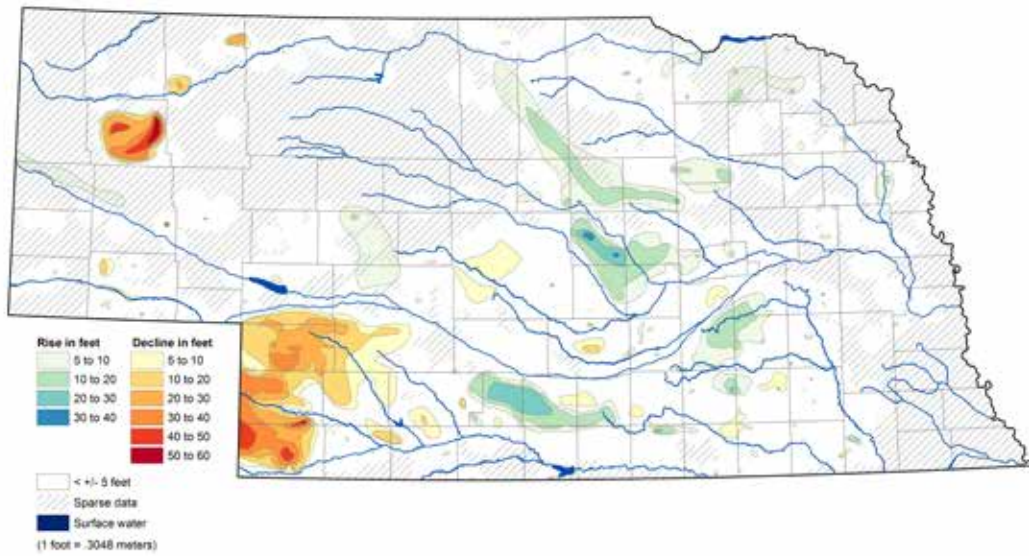 Rise in feet
5 to 10
10 to 20
20 to 30
30 to 40
Decline in feet
5 to 10
10 to 20
20 to 30
30 to 40
40 to 50
50 to 60
< +/- 5 feet
Sparse data
Surface water
(1 foot = .3048 meters)